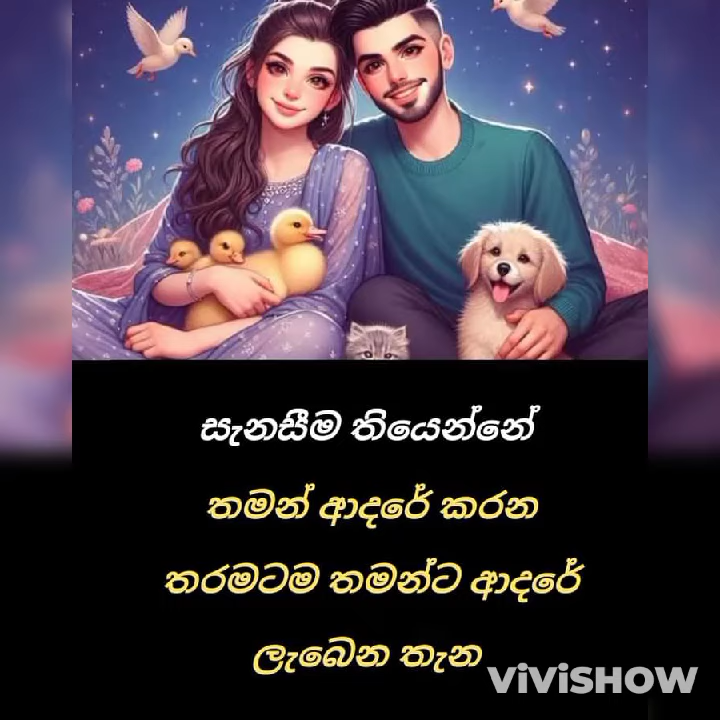 සැනසීම තියෙන්නේ
තමන් ආදරේ කරන
තරමටම තමන්ට ආදරේ
ලැබෙන තැන
ViViSHOW